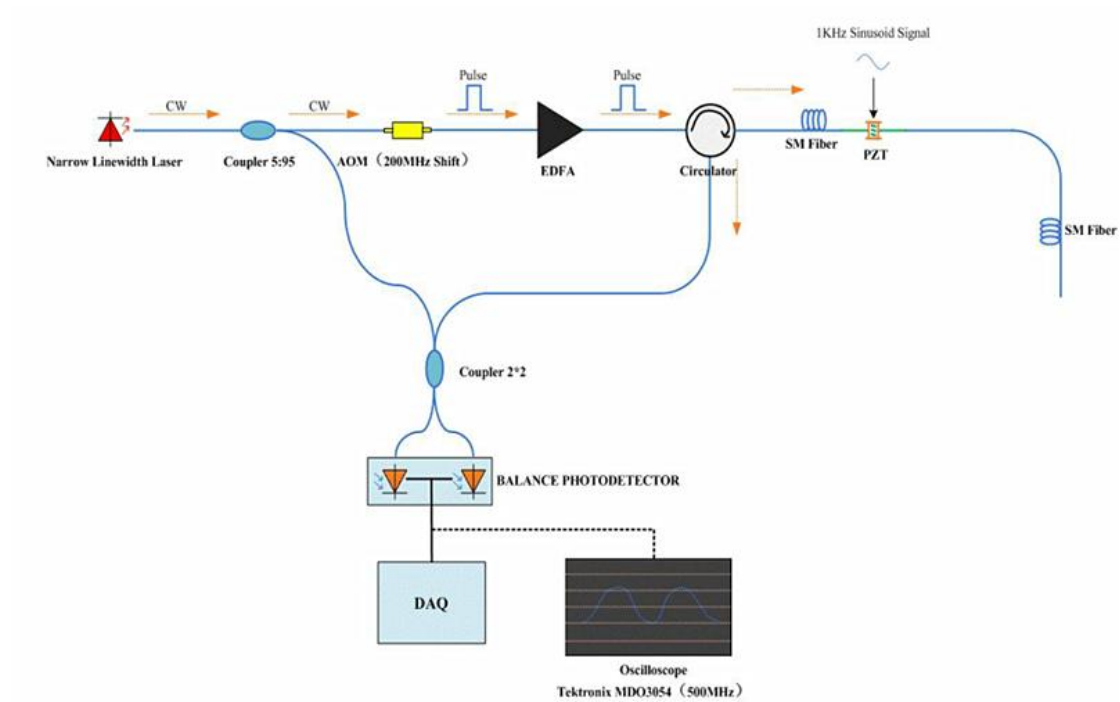 1KHz Sinusoid Signal
Pulse
Pulse
CW
CW
Narrow Linewidth Laser
Coupler 5:95
AOM（200MHz Shift）
EDFA
Circulator
SM Fiber
PZT
SM Fiber
Coupler 2*2
BALANCE PHOTODETECTOR
DAQ
Oscilloscope
Tektronix MDO3054（500MHz）